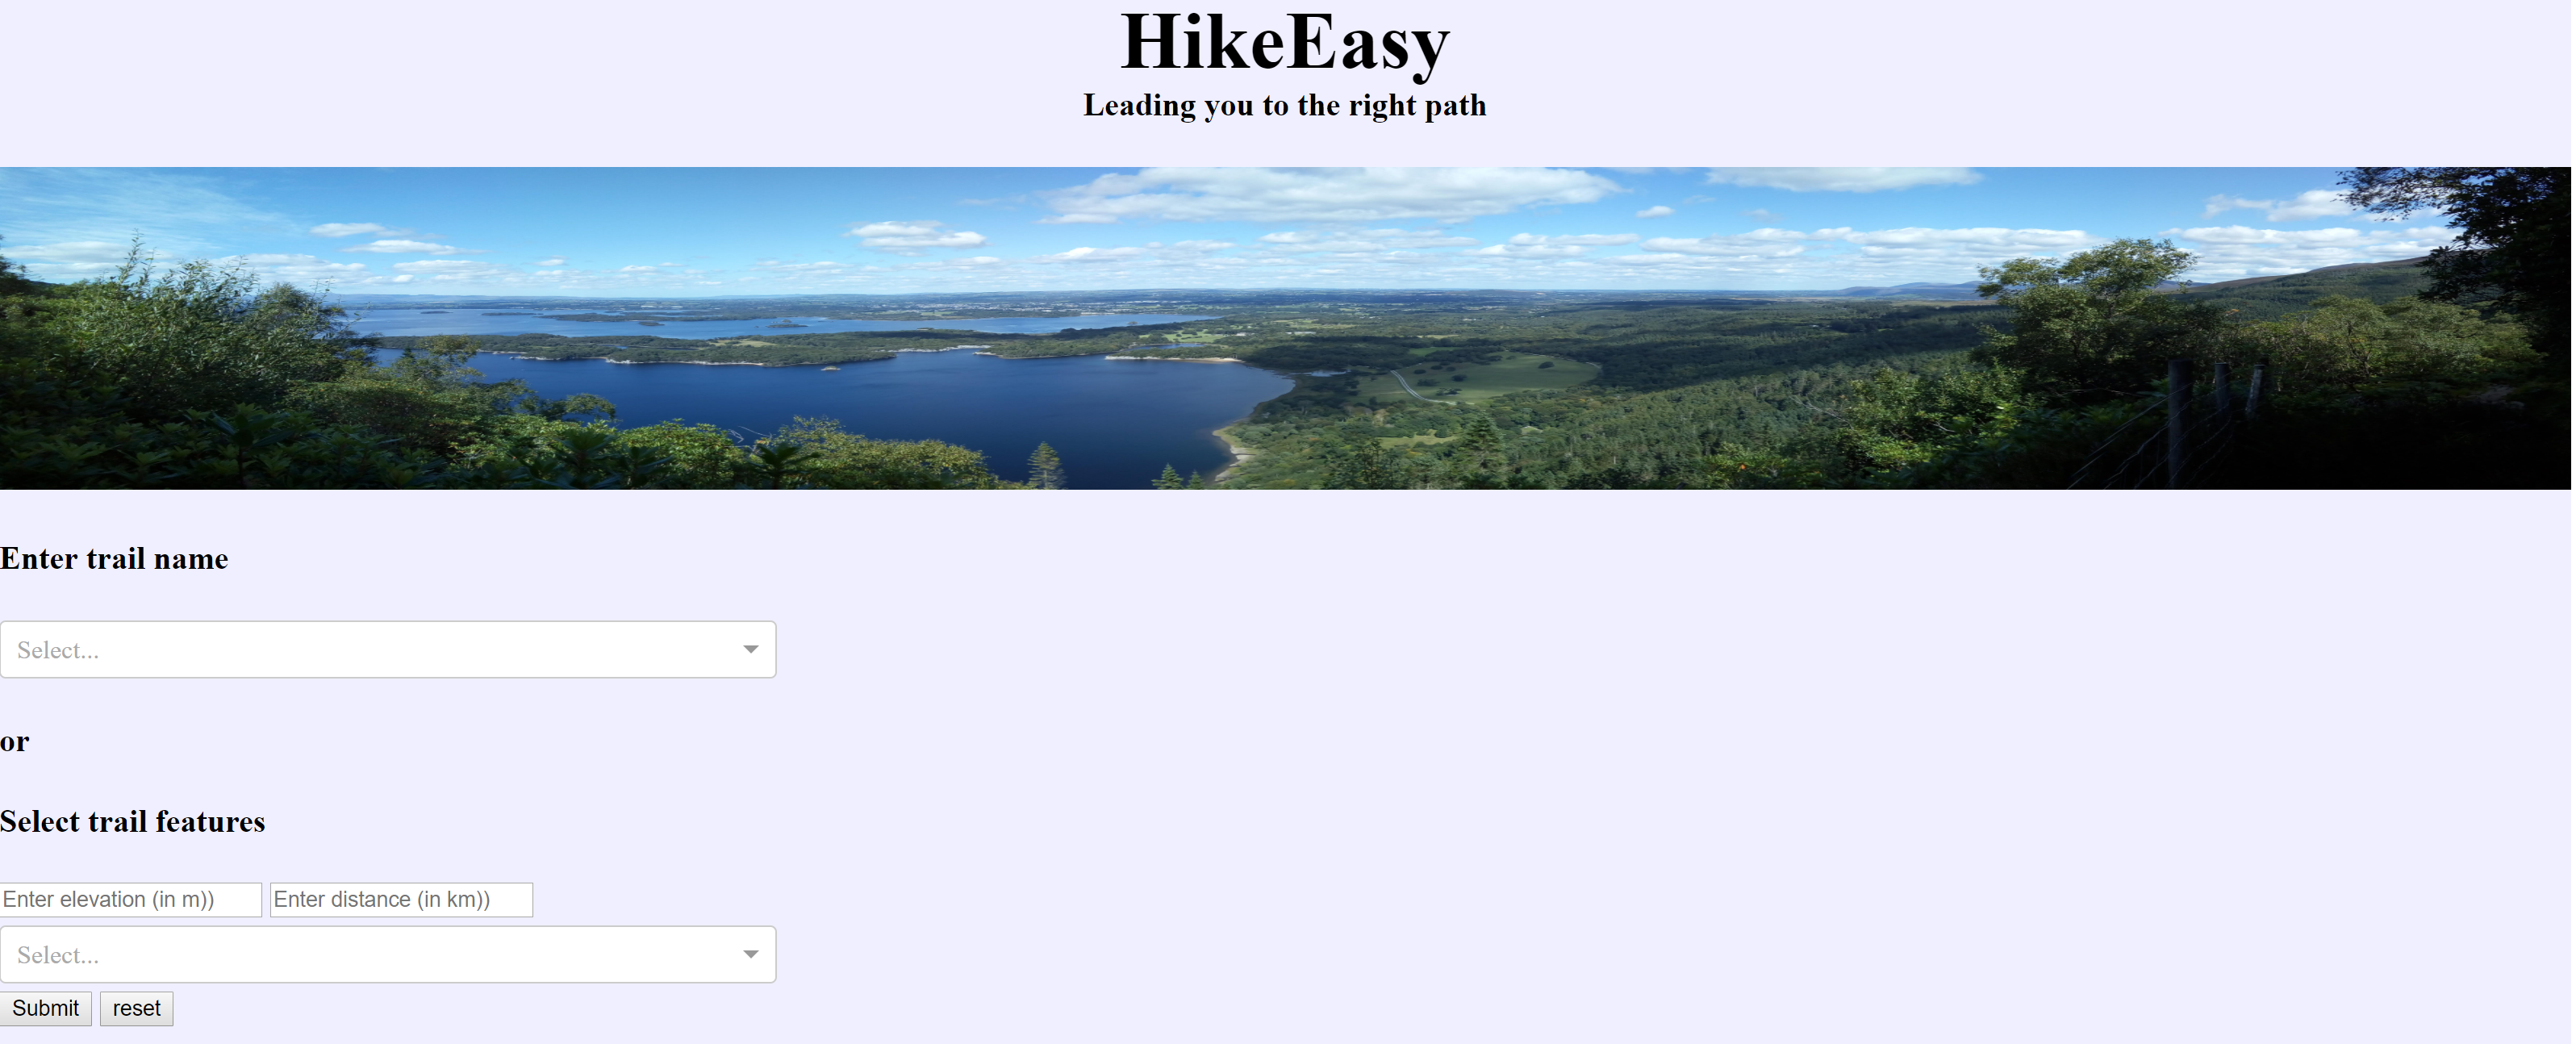 HikeEasy
Leading you to the right path
Enter trail name
Select...
or
Select trail features
Enter elevation (in m)) Enter distance (in km))
Select...
Submit reset